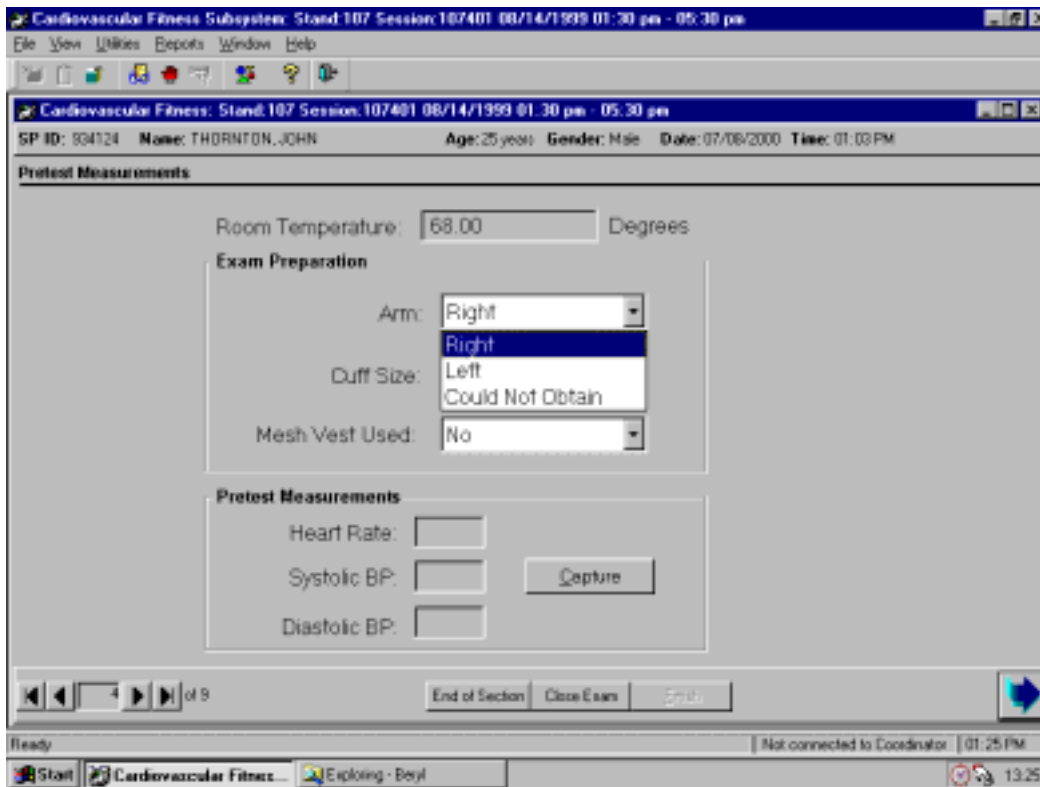 Cardiovascular Fitness Subsystem: Stand:107 Session:107401 08/14/1999 01:30 pm - 05:30 pm
File View Utilities Reports Window Help
Cardiovascular Fitness: Stand:107 Session:107401 08/14/1999 01:30 pm - 05:30 pm
SP ID: 934124 Name: THORNTON, JOHN Age: 25 years Gender: Male Date: 07/08/2000 Time: 01:03 PM
Pretest Measurements
Room Temperature: 68.00 Degrees
Exam Preparation
Arm: Right
Right
Cuff Size: Left
Could Not Obtain
Mesh Vest Used: No
Pretest Measurements
Heart Rate:
Systolic BP: Capture
Diastolic BP:
4 of 9 End of Section Close Exam Finish
Ready Not connected to Coordinator 01:25 PM
Start Cardiovascular Fitnes... Exploring - Beryl 13:25